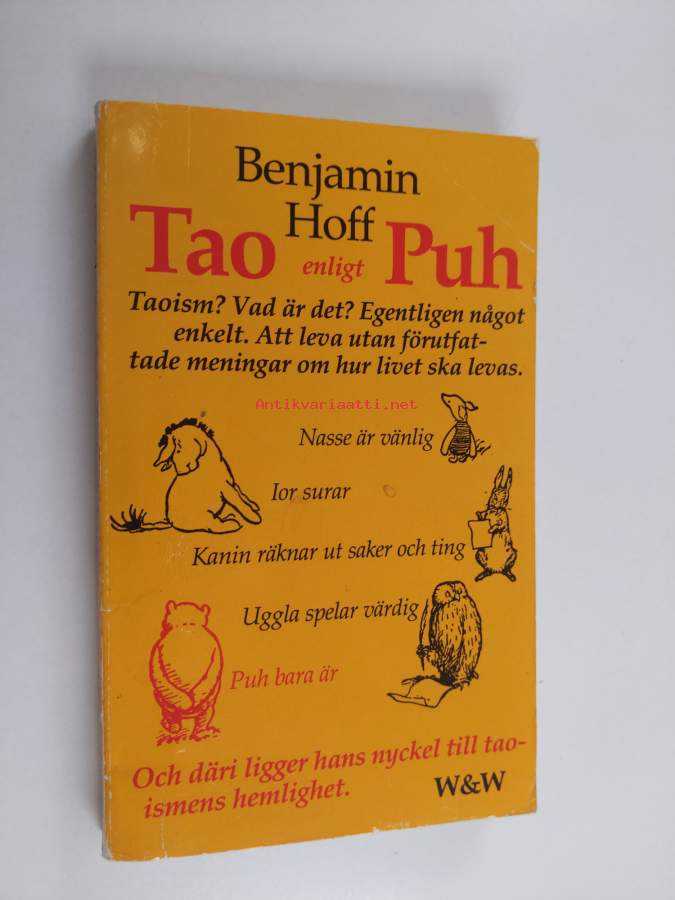 Benjamin
Hoff
Tao enligt Puh
Taoism? Vad är det? Egentligen något
enkelt. Att leva utan förutfat-
tade meningar om hur livet ska levas.
Antikvariaatti.net
Nasse är vänlig
Ior surar
Kanin räknar ut saker och ting
Uggla spelar värdig
Puh bara är
Och däri ligger hans nyckel till tao-
ismens hemlighet.
W&W